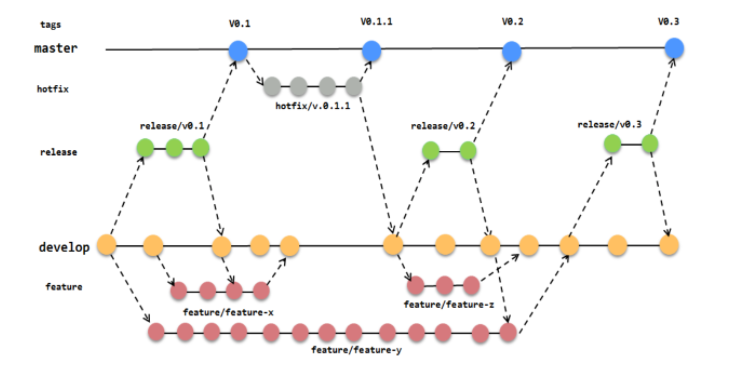 tags
V0.1
V0.1.1
V0.2
V0.3
master
hotfix
hotfix/v.0.1.1
release/v0.1
release/v0.2
release/v0.3
release
develop
feature
feature/feature-x
feature/feature-z
feature/feature-y